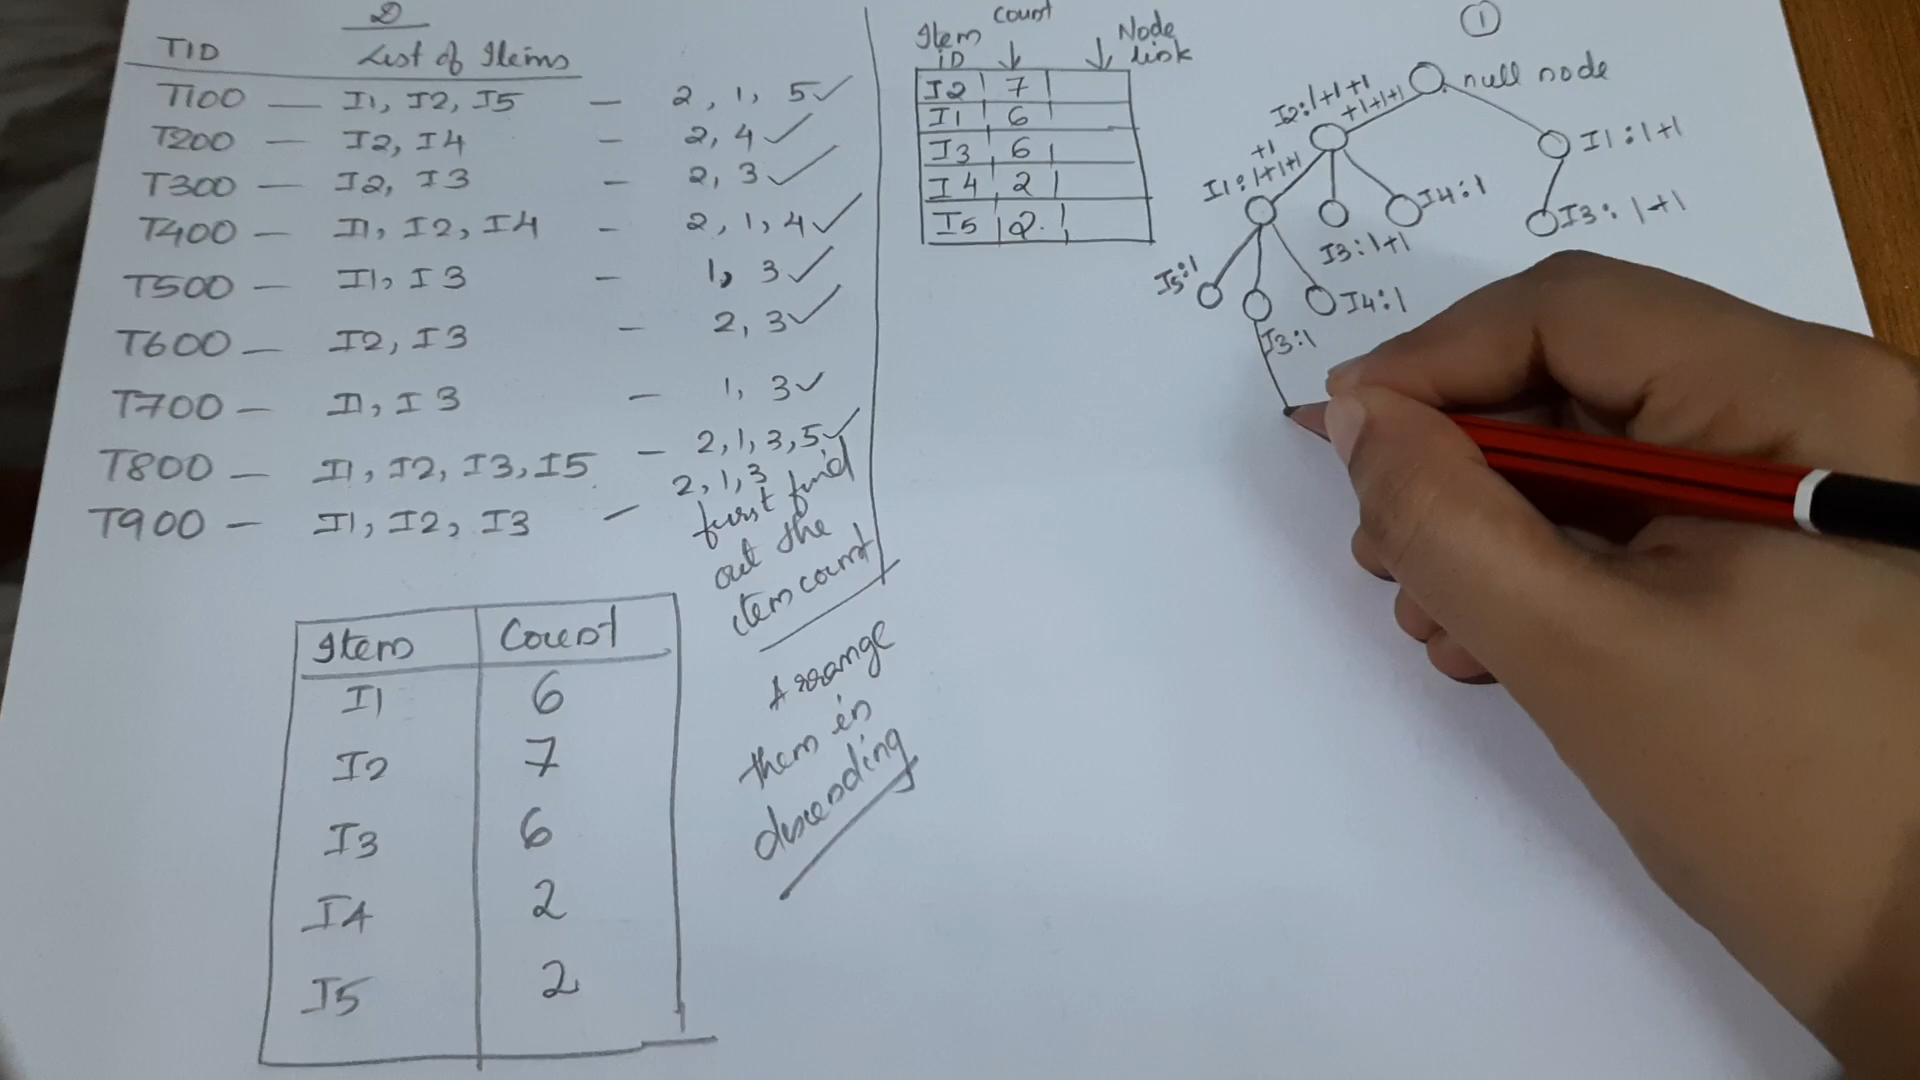 D
TID List of Items
T100 — I1, I2, I5 — 2, 1, 5 ✓
T200 — I2, I4 — 2, 4 ✓
T300 — I2, I3 — 2, 3 ✓
T400 — I1, I2, I4 — 2, 1, 4 ✓
T500 — I1, I3 — 1, 3 ✓
T600 — I2, I3 — 2, 3 ✓
T700 — I1, I3 — 1, 3 ✓
T800 — I1, I2, I3, I5 — 2, 1, 3, 5 ✓
T900 — I1, I2, I3 — 2, 1, 3
first find
out the
item count
Arrange
them in
descending
Item Count
I1 6
I2 7
I3 6
I4 2
I5 2
Item ID Count Node link
I2 7
I1 6
I3 6
I4 2
I5 2
1
null node
I2:1+1+1
+1+1+1
I1:1+1
+1
I1:1+1+1
I4:1
I3:1+1
I3:1+1
I5:1
I4:1
I3:1